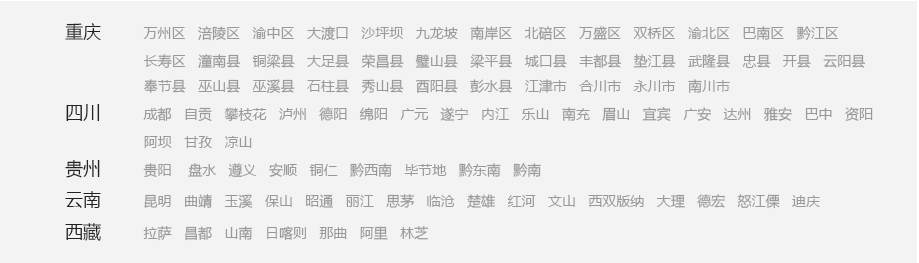 重庆 万州区 涪陵区 渝中区 大渡口 沙坪坝 九龙坡 南岸区 北碚区 万盛区 双桥区 渝北区 巴南区 黔江区
长寿区 潼南县 铜梁县 大足县 荣昌县 璧山县 梁平县 城口县 丰都县 垫江县 武隆县 忠县 开县 云阳县
奉节县 巫山县 巫溪县 石柱县 秀山县 酉阳县 彭水县 江津市 合川市 永川市 南川市
四川 成都 自贡 攀枝花 泸州 德阳 绵阳 广元 遂宁 内江 乐山 南充 眉山 宜宾 广安 达州 雅安 巴中 资阳
阿坝 甘孜 凉山
贵州 贵阳 盘水 遵义 安顺 铜仁 黔西南 毕节地 黔东南 黔南
云南 昆明 曲靖 玉溪 保山 昭通 丽江 思茅 临沧 楚雄 红河 文山 西双版纳 大理 德宏 怒江傈 迪庆
西藏 拉萨 昌都 山南 日喀则 那曲 阿里 林芝